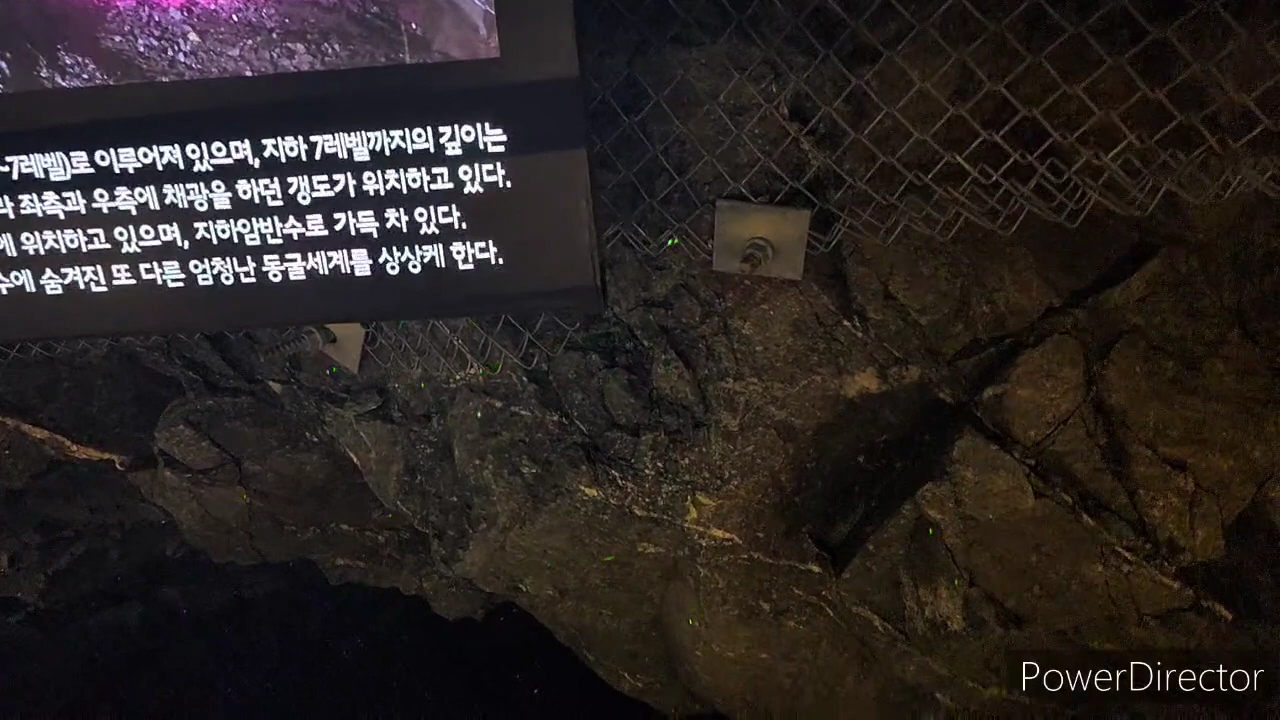 ~7레벨)로 이루어져 있으며, 지하 7레벨까지의 깊이는
좌측과 우측에 채광을 하던 갱도가 위치하고 있다.
에 위치하고 있으며, 지하암반수로 가득 차 있다.
숨겨진 또 다른 엄청난 동굴세계를 상상케 한다.
PowerDirector